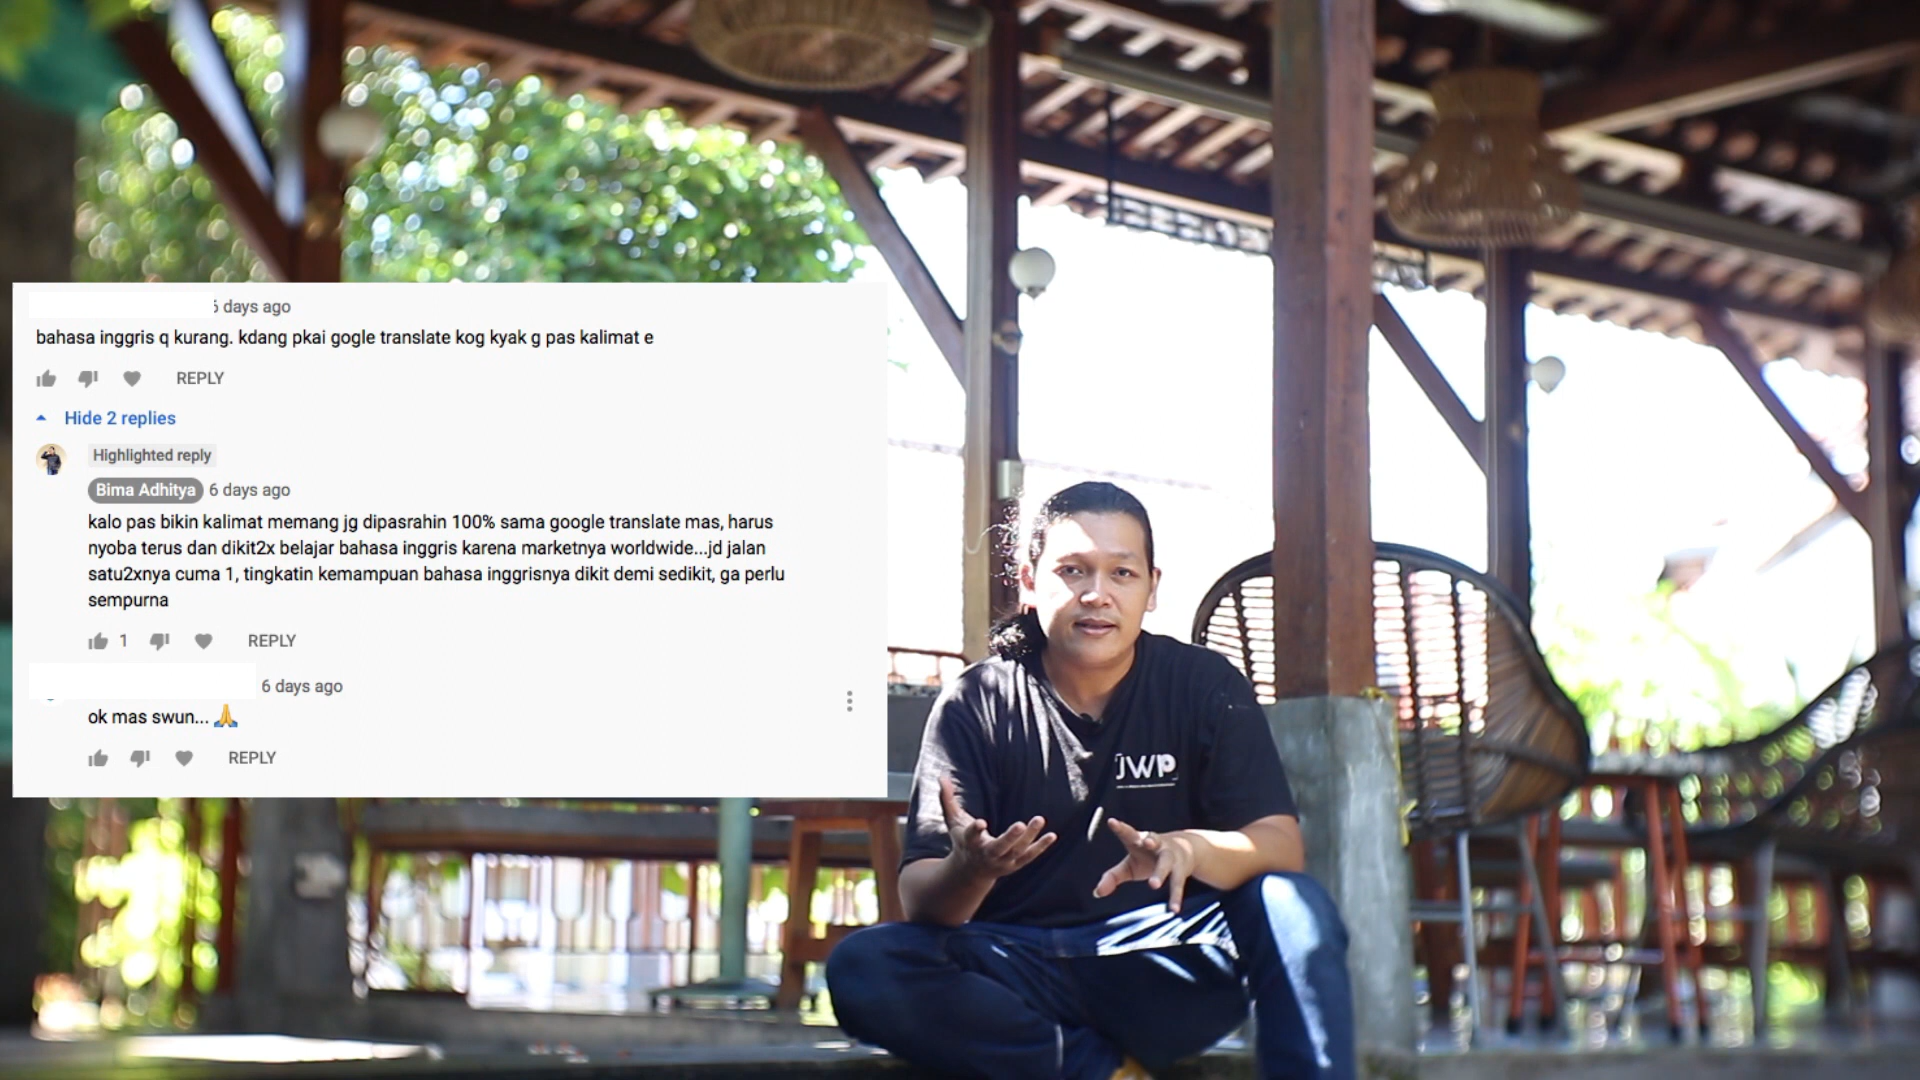 6 days ago
bahasa inggris q kurang. kdang pkai gogle translate kog kyak g pas kalimat e
REPLY
Hide 2 replies
Highlighted reply
Bima Adhitya 6 days ago
kalo pas bikin kalimat memang jg dipasrahin 100% sama google translate mas, harus
nyoba terus dan dikit2x belajar bahasa inggris karena marketnya worldwide...jd jalan
satu2xnya cuma 1, tingkatin kemampuan bahasa inggrisnya dikit demi sedikit, ga perlu
sempurna
1 REPLY
6 days ago
ok mas swun... 🙏
REPLY
JWP